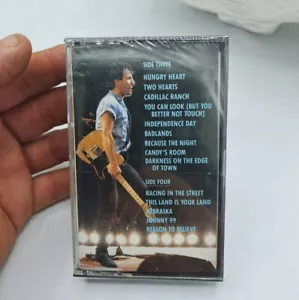 SIDE THREE
HUNGRY HEART
TWO HEARTS
CADILLAC RANCH
YOU CAN LOOK (BUT YOU
BETTER NOT TOUCH)
INDEPENDENCE DAY
BADLANDS
BECAUSE THE NIGHT
CANDY'S ROOM
DARKNESS ON THE EDGE
OF TOWN
SIDE FOUR
RACING IN THE STREET
THIS LAND IS YOUR LAND
NEBRASKA
JOHNNY 99
REASON TO BELIEVE